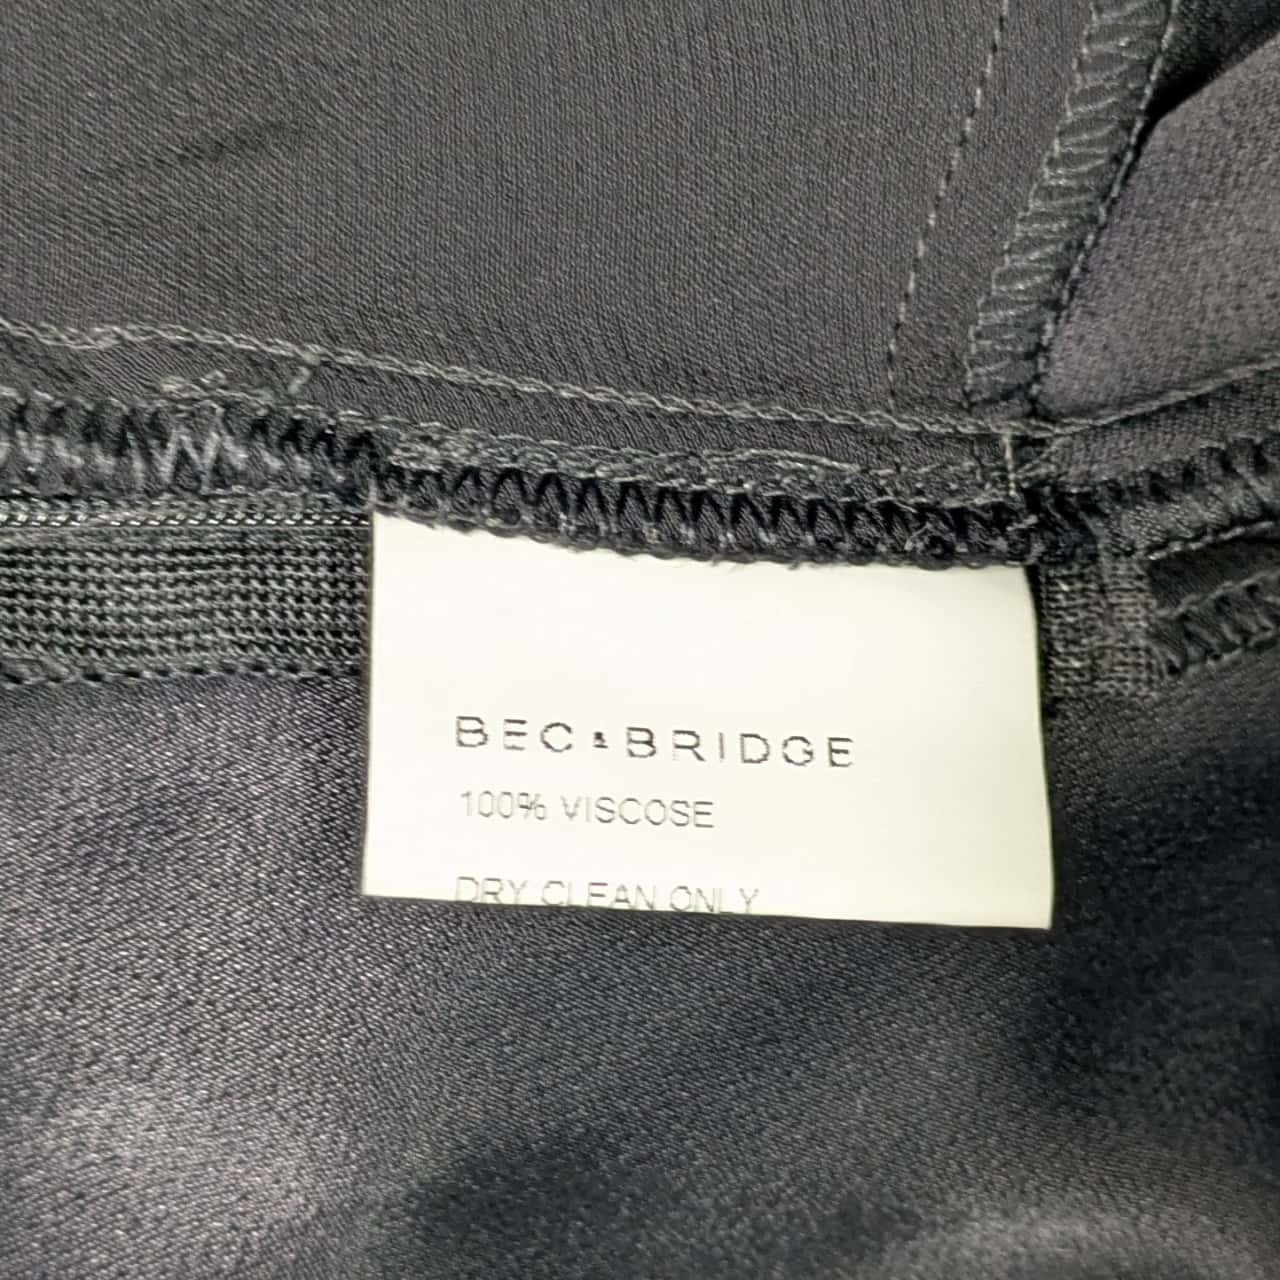 BEC & BRIDGE
100% VISCOSE
DRY CLEAN ONLY